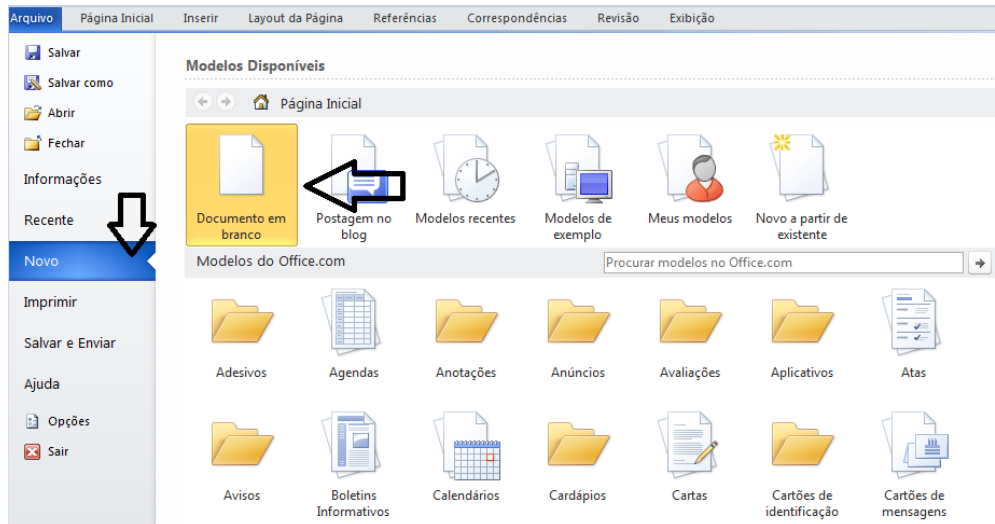 Arquivo Página Inicial Inserir Layout da Página Referências Correspondências Revisão Exibição
Salvar
Salvar como
Abrir
Fechar
Informações
Recente
Novo
Imprimir
Salvar e Enviar
Ajuda
Opções
Sair
Modelos Disponíveis
Página Inicial
Documento em
branco
Postagem no
blog
Modelos recentes
Modelos de
exemplo
Meus modelos
Novo a partir de
existente
Modelos do Office.com
Procurar modelos no Office.com
Adesivos
Agendas
Anotações
Anúncios
Avaliações
Aplicativos
Atas
Avisos
Boletins
Informativos
Calendários
Cardápios
Cartas
Cartões de
identificação
Cartões de
mensagens